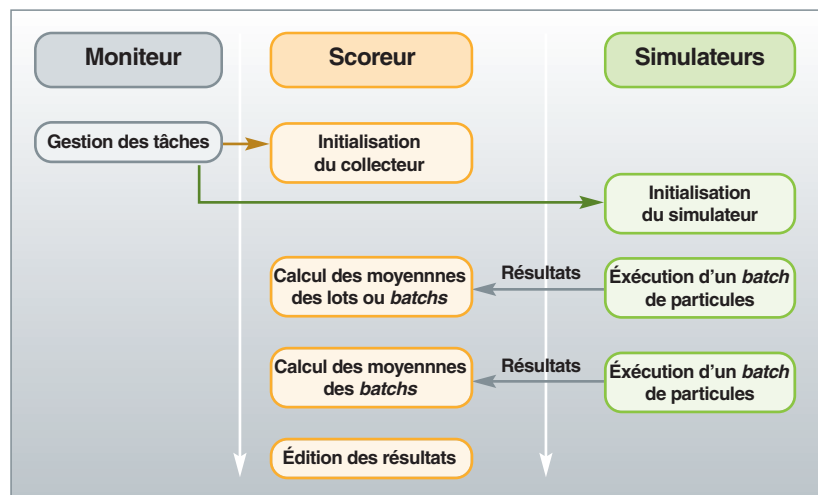 Moniteur
Scoreur
Simulateurs
Gestion des tâches
Initialisation
du collecteur
Initialisation
du simulateur
Calcul des moyennnes
des lots ou batchs
Résultats
Éxécution d'un batch
de particules
Calcul des moyennnes
des batchs
Résultats
Éxécution d'un batch
de particules
Édition des résultats